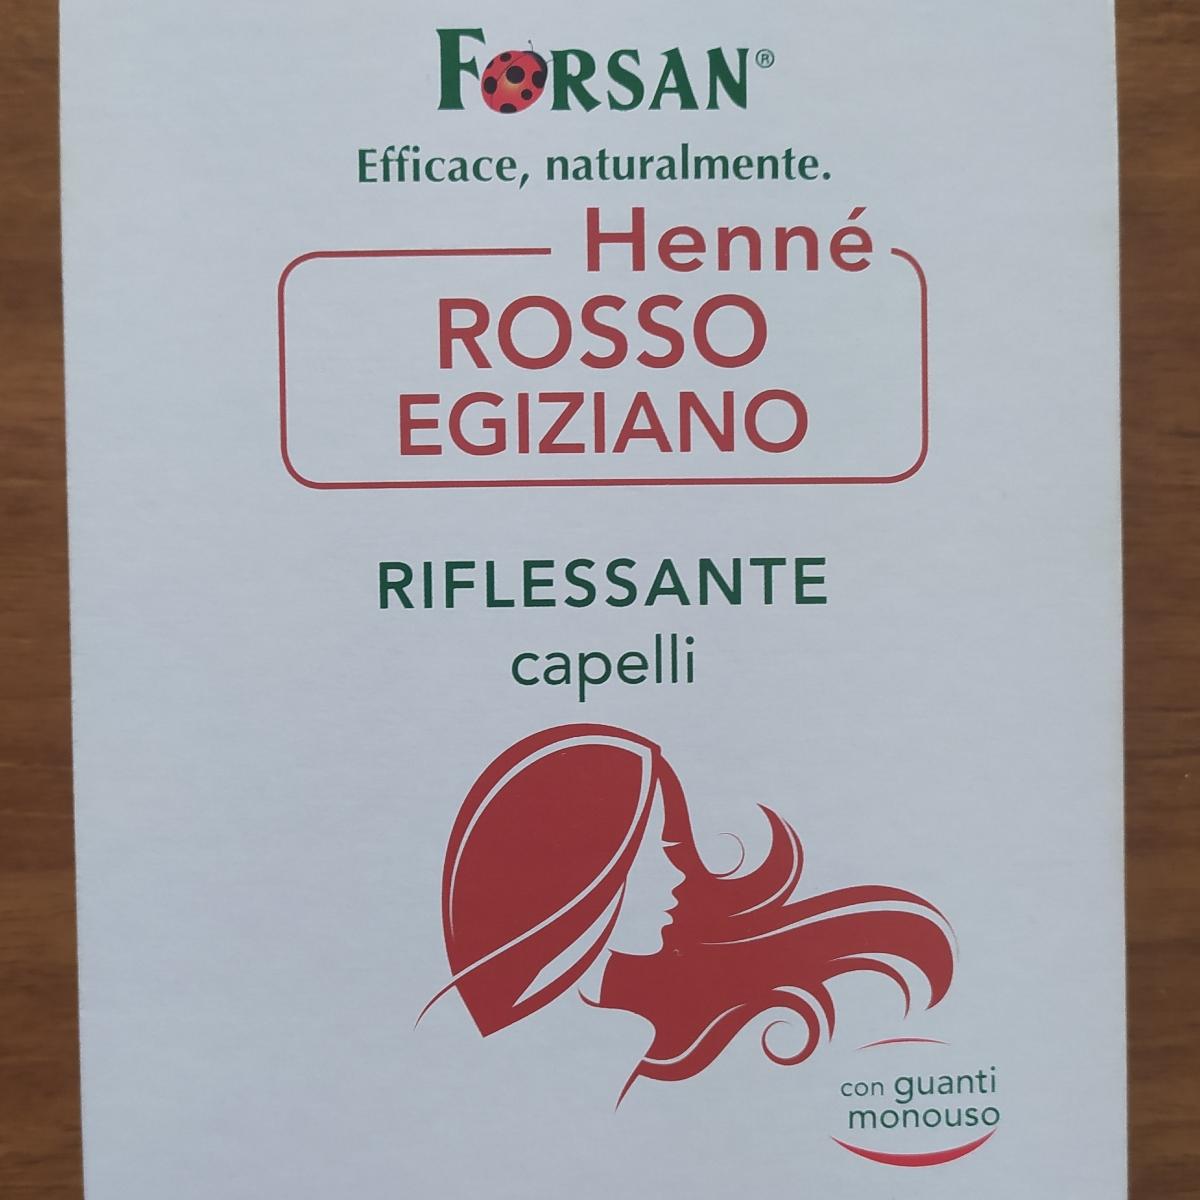 FORSAN®
Efficace, naturalmente.
Henné
ROSSO
EGIZIANO
RIFLESSANTE
capelli
con guanti
monouso